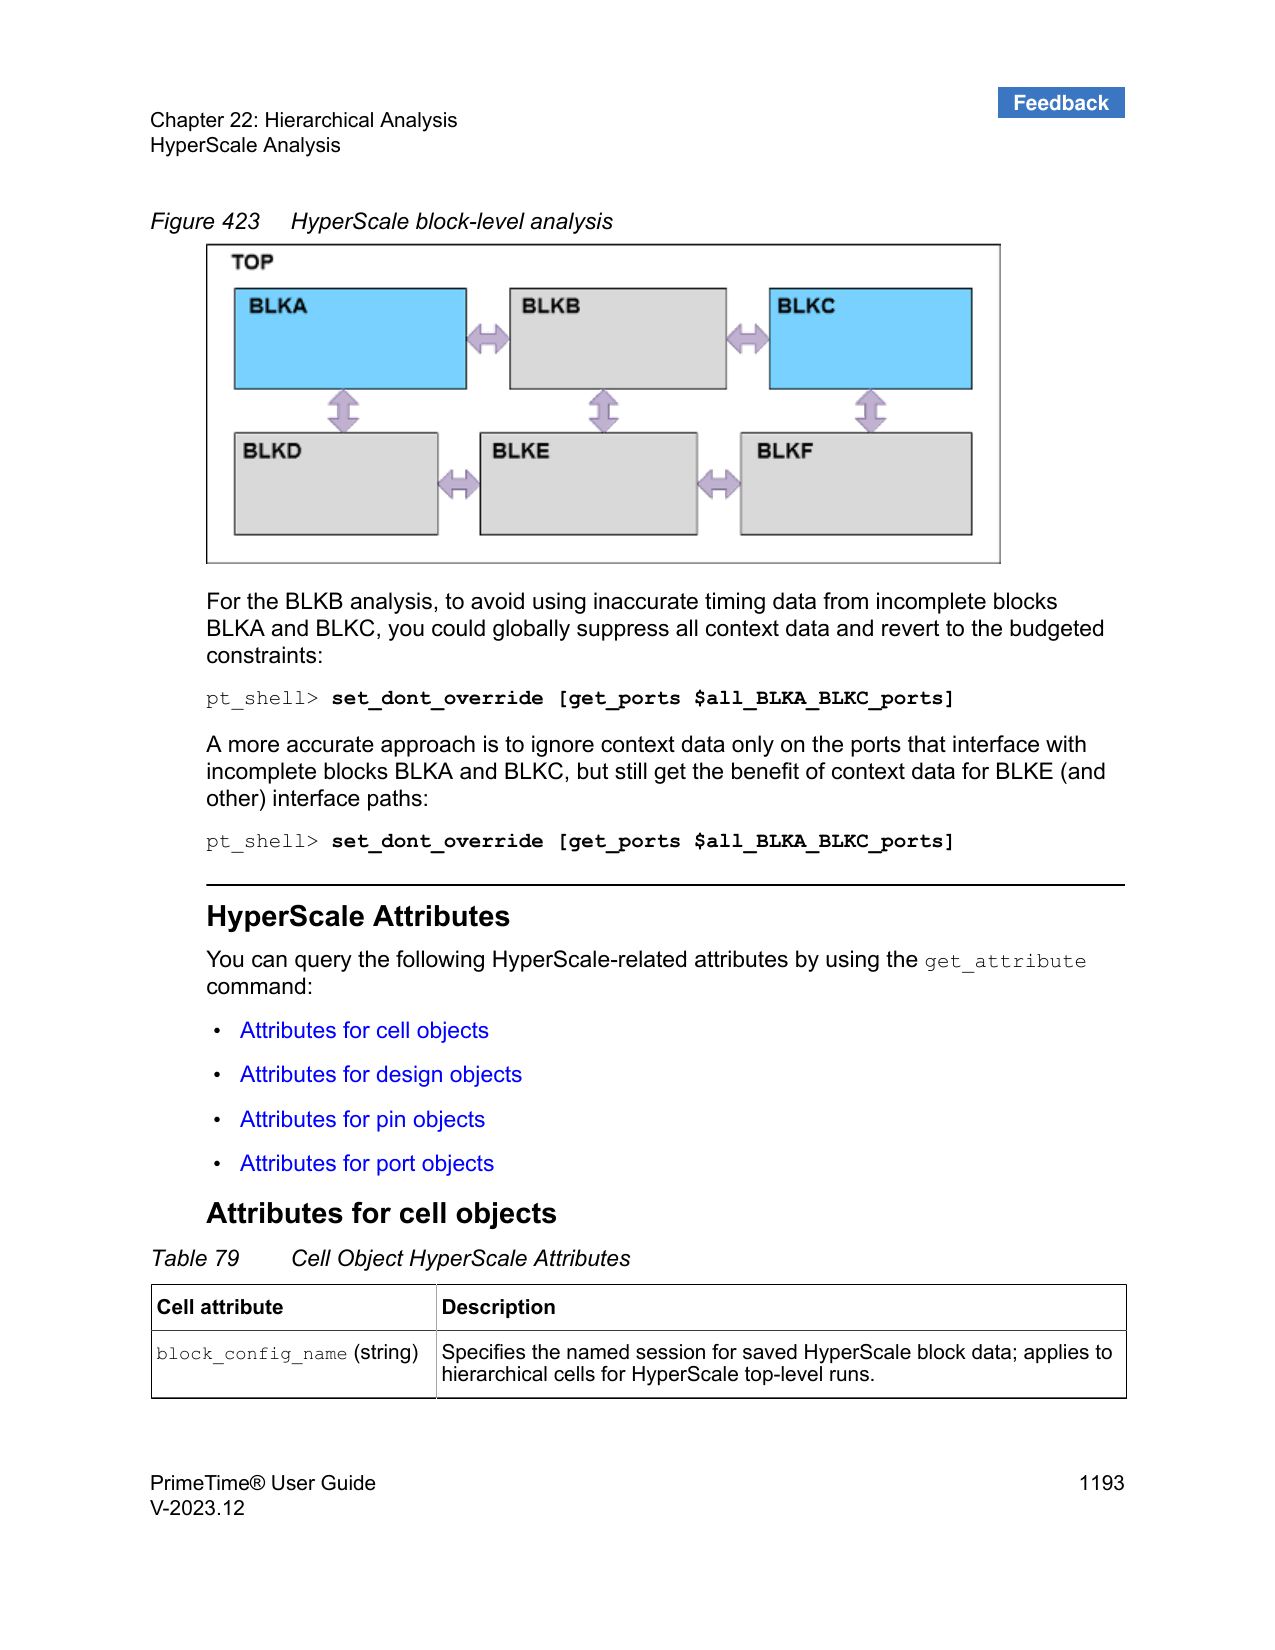 Feedback
Chapter 22: Hierarchical Analysis
HyperScale Analysis
Figure 423 HyperScale block-level analysis
TOP
BLKA
BLKB
BLKC
BLKD
BLKE
BLKF
For the BLKB analysis, to avoid using inaccurate timing data from incomplete blocks
BLKA and BLKC, you could globally suppress all context data and revert to the budgeted
constraints:
pt_shell> set_dont_override [get_ports $all_BLKA_BLKC_ports]
A more accurate approach is to ignore context data only on the ports that interface with
incomplete blocks BLKA and BLKC, but still get the benefit of context data for BLKE (and
other) interface paths:
pt_shell> set_dont_override [get_ports $all_BLKA_BLKC_ports]
HyperScale Attributes
You can query the following HyperScale-related attributes by using the get_attribute
command:
• Attributes for cell objects
• Attributes for design objects
• Attributes for pin objects
• Attributes for port objects
Attributes for cell objects
Table 79 Cell Object HyperScale Attributes
Cell attribute Description
block_config_name (string) Specifies the named session for saved HyperScale block data; applies to
hierarchical cells for HyperScale top-level runs.
PrimeTime® User Guide 1193
V-2023.12